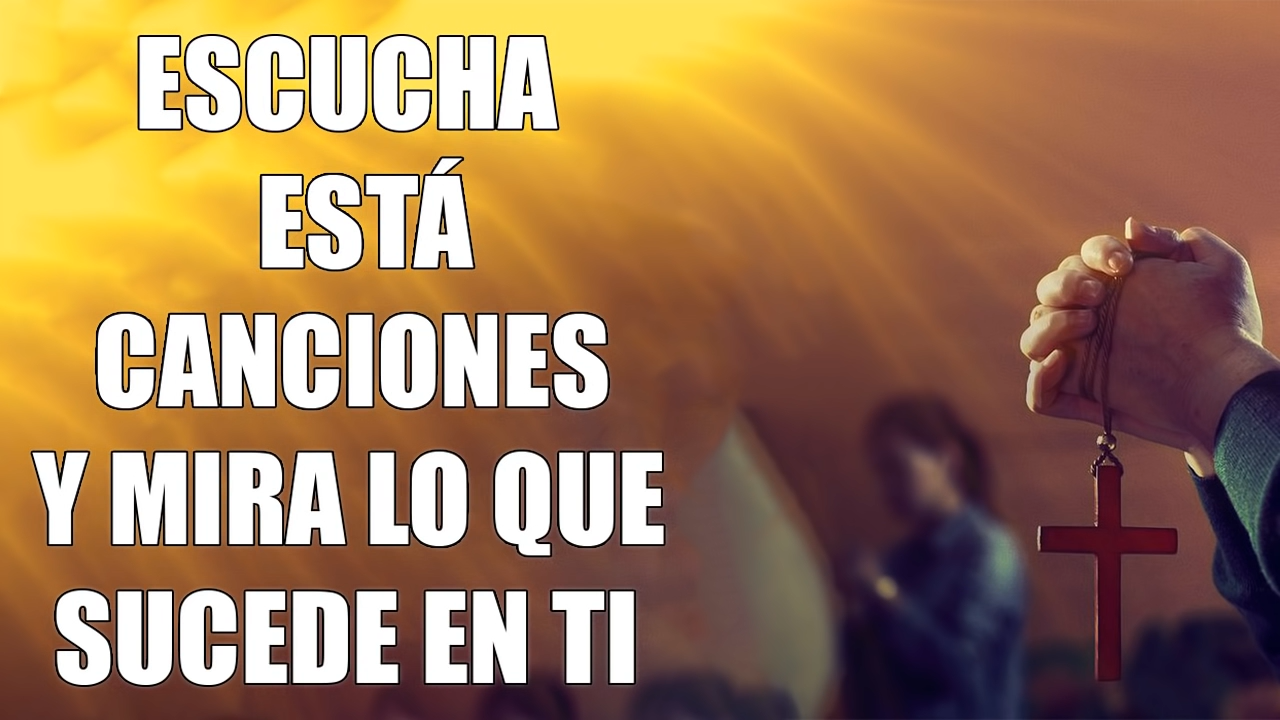 ESCUCHA
ESTÁ
CANCIONES
Y MIRA LO QUE
SUCEDE EN TI